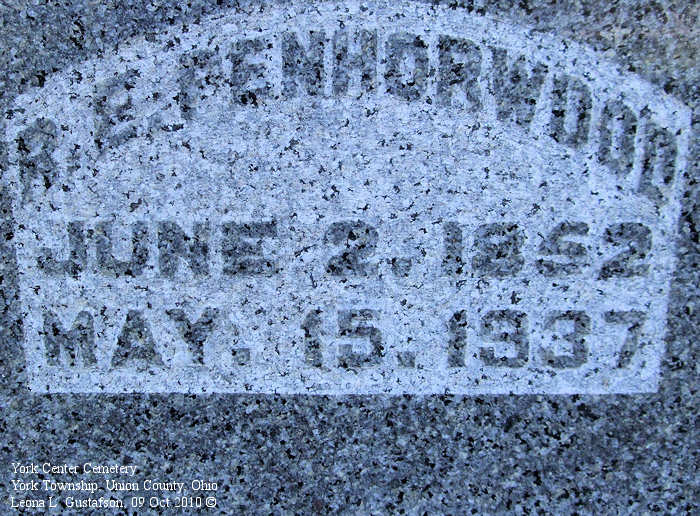 R. E. FENHORWOOD
JUNE 2. 1852
MAY. 15. 1937
York Center Cemetery
York Township, Union County, Ohio
Leona L. Gustafson, 09 Oct 2010 ©